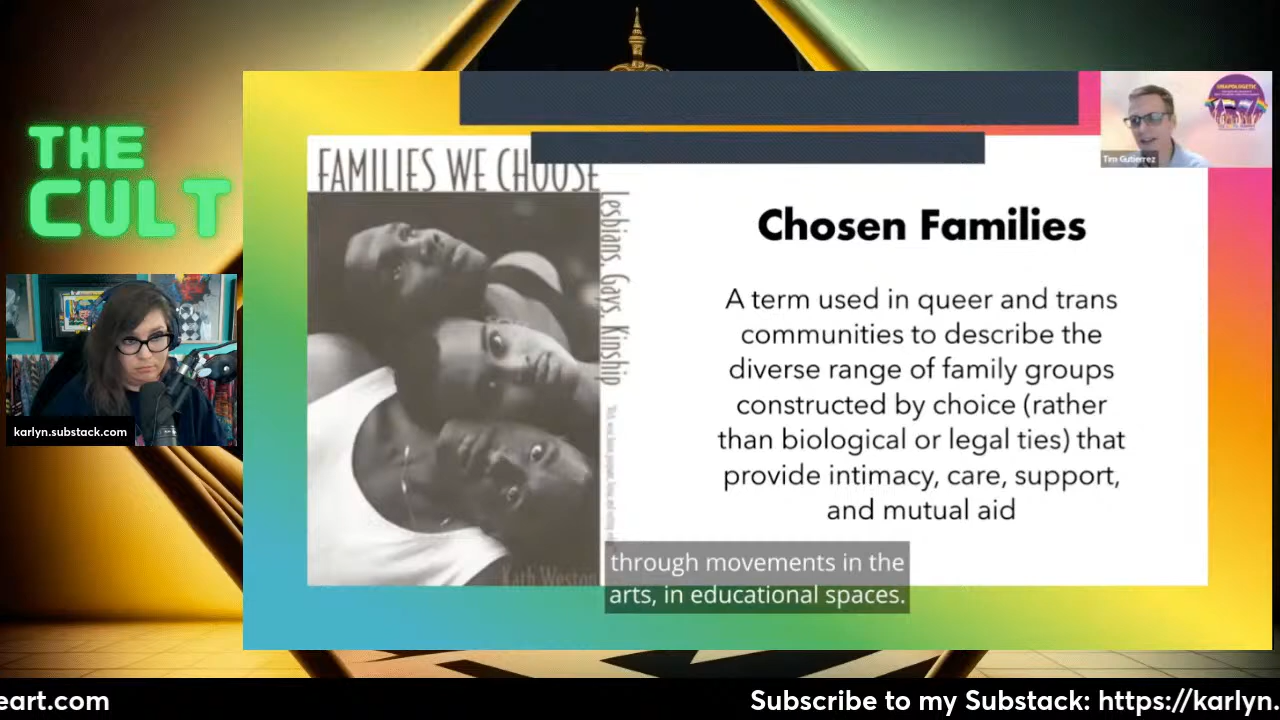 THE
CULT
karlyn.substack.com
FAMILIES WE CHOOSE
Lesbians, Gays, Kinship
Kath Weston
Chosen Families
A term used in queer and trans
communities to describe the
diverse range of family groups
constructed by choice (rather
than biological or legal ties) that
provide intimacy, care, support,
and mutual aid
through movements in the
arts, in educational spaces.
Tim Gutierrez
UNAPOLOGETIC
eart.com
Subscribe to my Substack: https://karlyn.